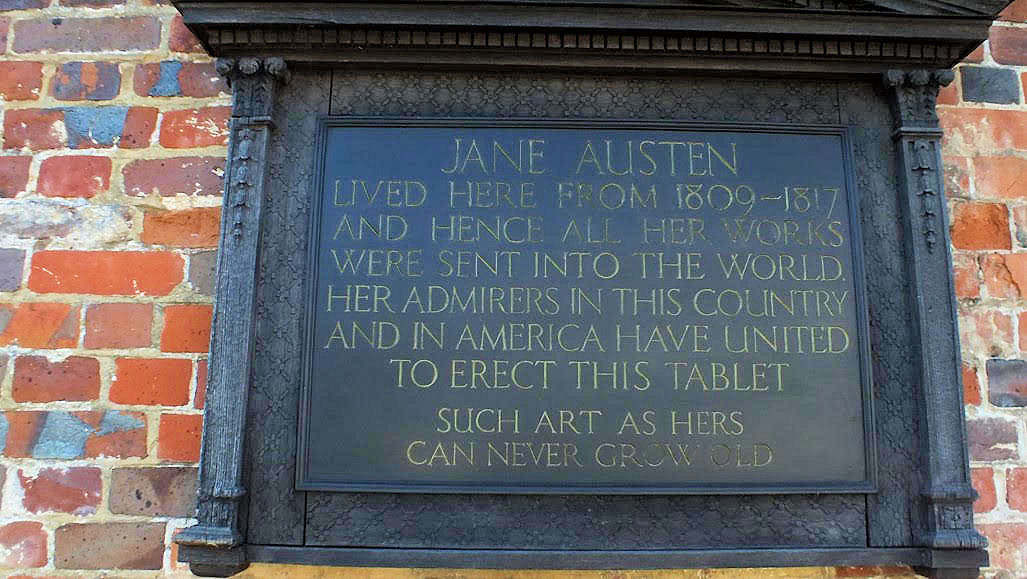 JANE AUSTEN
LIVED HERE FROM 1809~1817
AND HENCE ALL HER WORKS
WERE SENT INTO THE WORLD.
HER ADMIRERS IN THIS COUNTRY
AND IN AMERICA HAVE UNITED
TO ERECT THIS TABLET
SUCH ART AS HERS
CAN NEVER GROW OLD